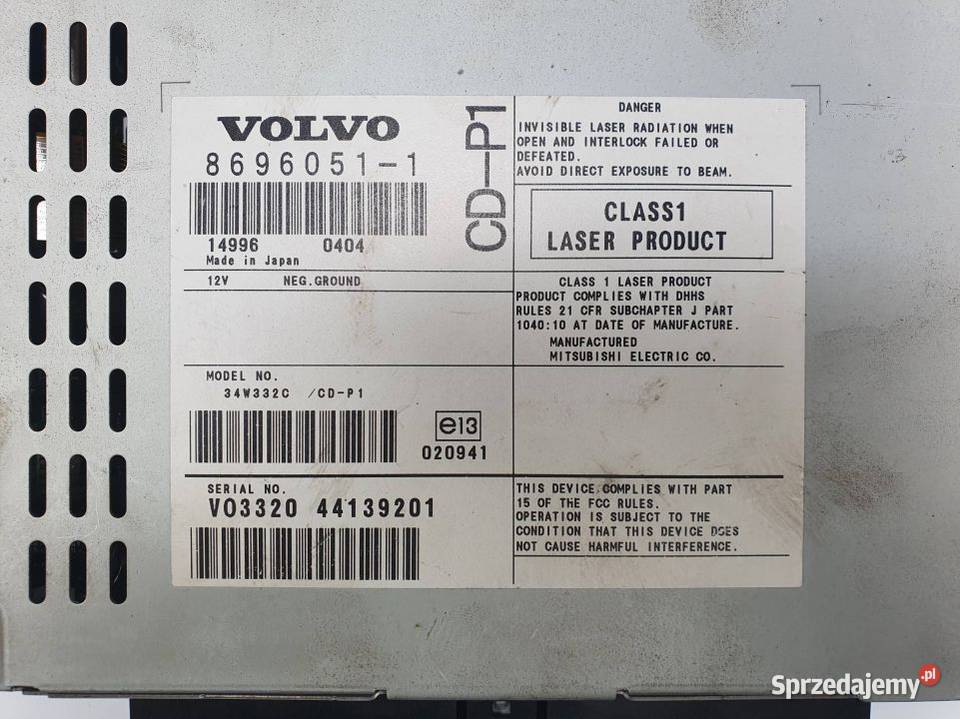 VOLVO
8696051-1
14996 0404
Made in Japan
12V NEG.GROUND
MODEL NO.
34W332C /CD-P1
e13
020941
SERIAL NO.
VO3320 44139201
CD-P1
DANGER
INVISIBLE LASER RADIATION WHEN
OPEN AND INTERLOCK FAILED OR
DEFEATED.
AVOID DIRECT EXPOSURE TO BEAM.
CLASS1
LASER PRODUCT
CLASS 1 LASER PRODUCT
PRODUCT COMPLIES WITH DHHS
RULES 21 CFR SUBCHAPTER J PART
1040:10 AT DATE OF MANUFACTURE.
MANUFACTURED
MITSUBISHI ELECTRIC CO.
THIS DEVICE COMPLIES WITH PART
15 OF THE FCC RULES.
OPERATION IS SUBJECT TO THE
CONDITION THAT THIS DEVICE DOES
NOT CAUSE HARMFUL INTERFERENCE.
Sprzedajemy.pl